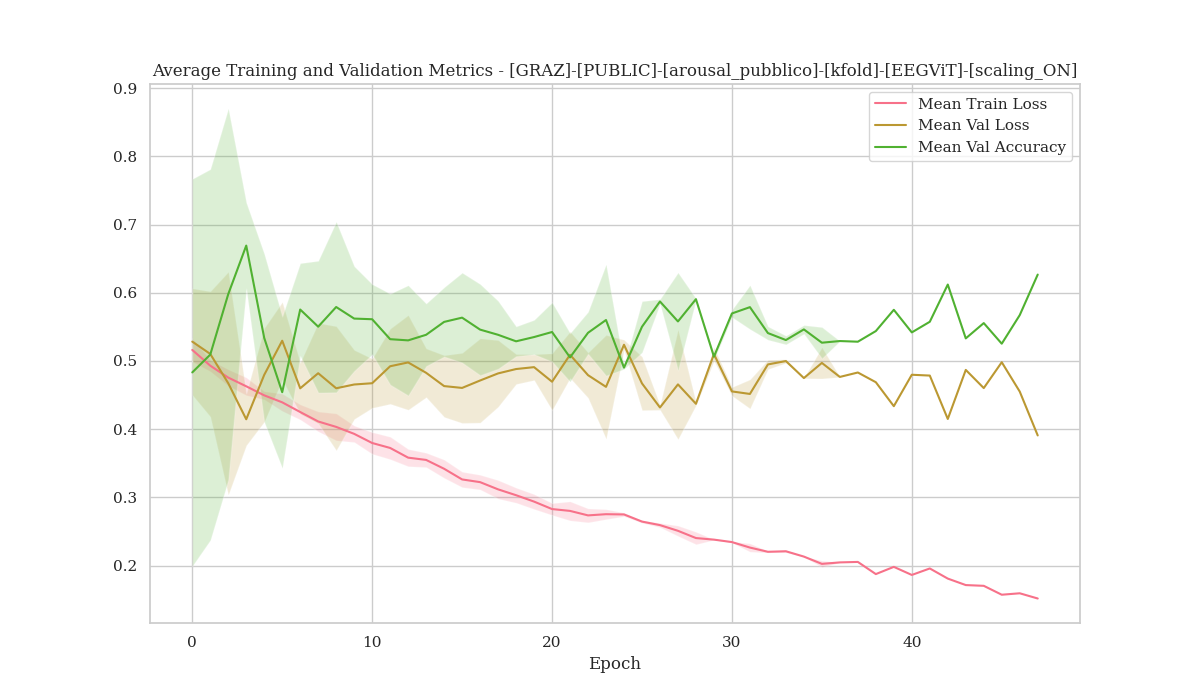 Average Training and Validation Metrics - [GRAZ]-[PUBLIC]-[arousal_pubblico]-[kfold]-[EEGViT]-[scaling_ON]
Mean Train Loss
Mean Val Loss
Mean Val Accuracy
0.9
0.8
0.7
0.6
0.5
0.4
0.3
0.2
0 10 20 30 40
Epoch